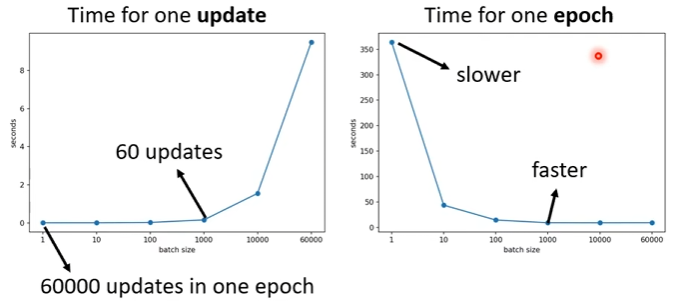 Time for one update
Time for one epoch
8
6
4
2
0
seconds
60 updates
1
10
100
1000
10000
60000
batch size
60000 updates in one epoch
350
300
250
200
150
100
50
0
seconds
slower
faster
1
10
100
1000
10000
60000
batch size